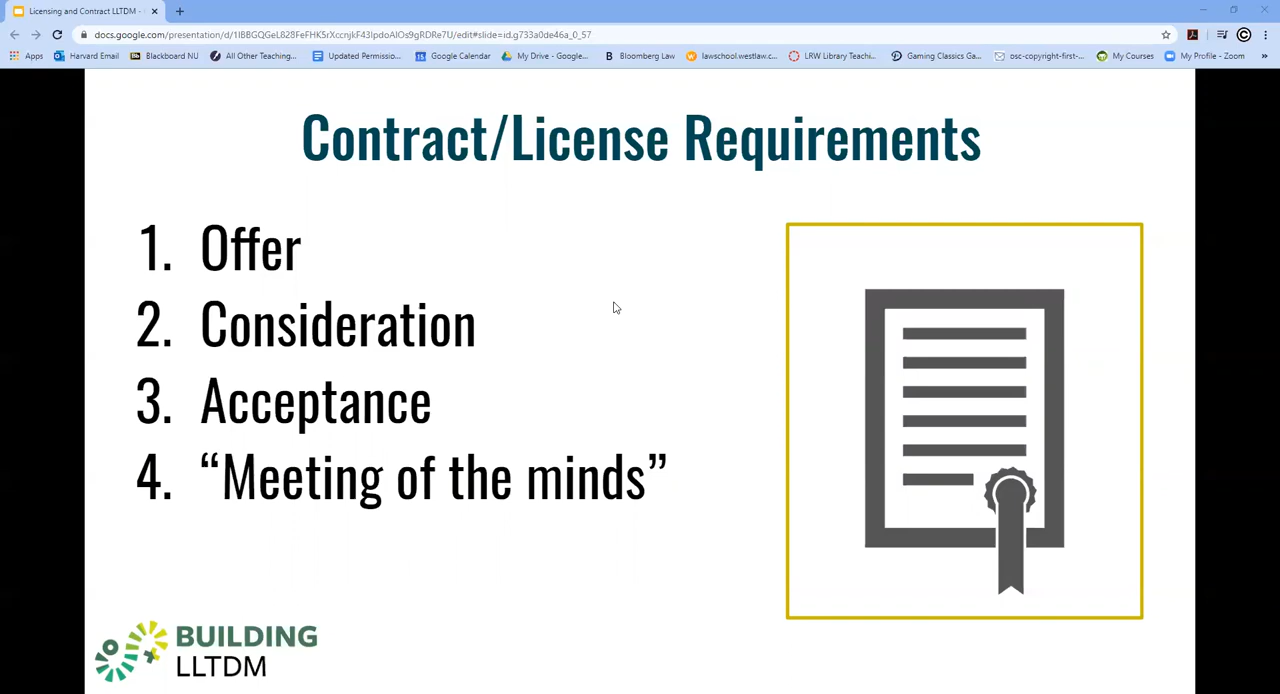 Licensing and Contract LLTDM -
docs.google.com/presentation/d/1IBBGQGeL828FeFHK5rXccnjkF43IpdoAIOs9gRDRe7U/edit#slide=id.g733a0de46a_0_57
Apps Harvard Email Blackboard NU All Other Teaching... Updated Permissio... Google Calendar My Drive - Google... Bloomberg Law lawschool.westlaw.c... LRW Library Teachi... Gaming Classics Ga... osc-copyright-first-... My Courses My Profile - Zoom »
Contract/License Requirements
1. Offer
2. Consideration
3. Acceptance
4. “Meeting of the minds”
BUILDING
LLTDM